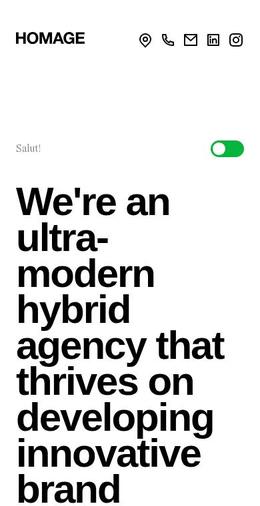 HOMAGE
Salut!
We're an
ultra-
modern
hybrid
agency that
thrives on
developing
innovative
brand